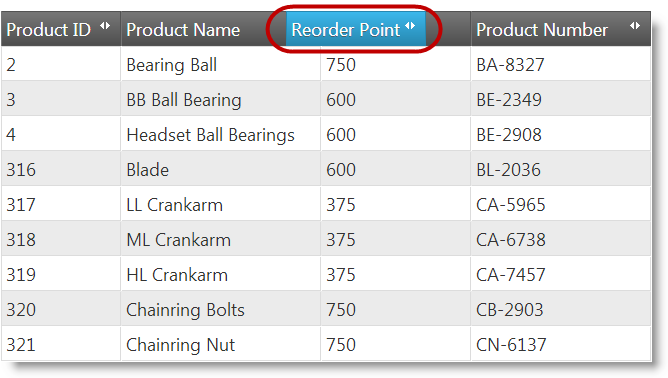 Product ID Product Name Reorder Point Product Number
2 Bearing Ball 750 BA-8327
3 BB Ball Bearing 600 BE-2349
4 Headset Ball Bearings 600 BE-2908
316 Blade 600 BL-2036
317 LL Crankarm 375 CA-5965
318 ML Crankarm 375 CA-6738
319 HL Crankarm 375 CA-7457
320 Chainring Bolts 750 CB-2903
321 Chainring Nut 750 CN-6137